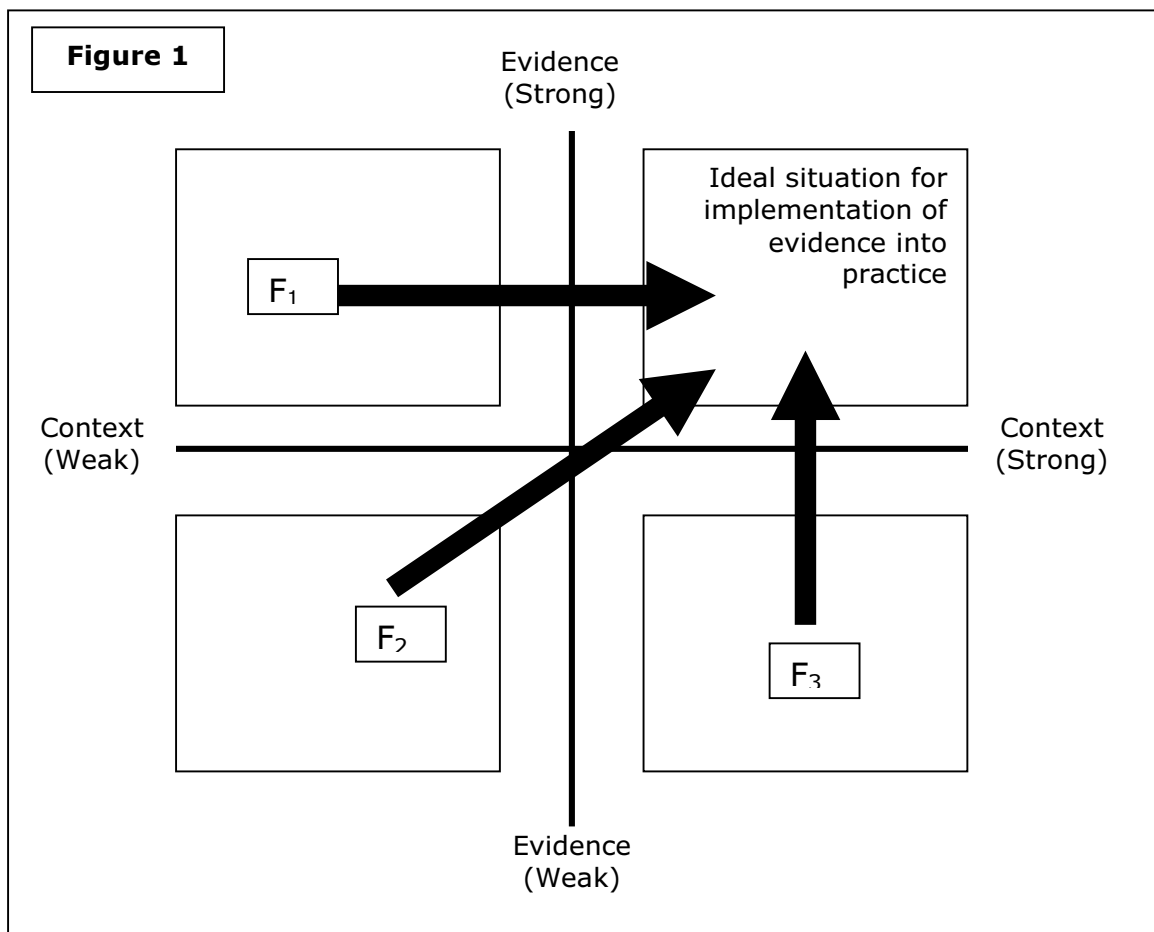 Figure 1
Evidence
(Strong)
Ideal situation for
implementation of
evidence into
practice
F₁
Context
(Weak)
Context
(Strong)
F₂
F₃
Evidence
(Weak)